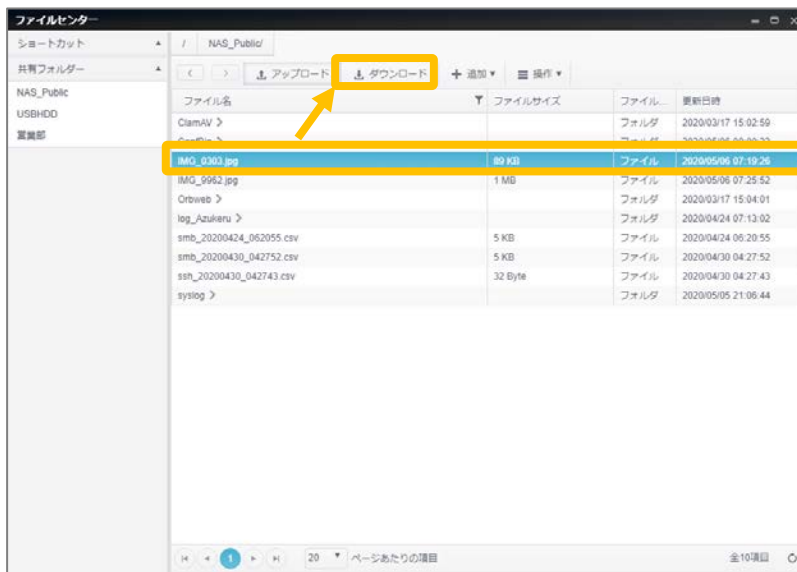 ファイルセンター
ショートカット
/ NAS_Public/
共有フォルダー
アップロード ダウンロード 追加 操作
NAS_Public
USBHDD
営業部
ファイル名 ファイルサイズ ファイル... 更新日時
ClamAV > フォルダ 2020/03/17 15:02:59
IMG_0303.jpg 89 KB ファイル 2020/05/06 07:19:26
IMG_9962.jpg 1 MB ファイル 2020/05/06 07:25:52
Orbweb > フォルダ 2020/03/17 15:04:01
log_Azukeru > フォルダ 2020/04/24 07:13:02
smb_20200424_062055.csv 5 KB ファイル 2020/04/24 06:20:55
smb_20200430_042752.csv 5 KB ファイル 2020/04/30 04:27:52
ssh_20200430_042743.csv 32 Byte ファイル 2020/04/30 04:27:43
syslog > フォルダ 2020/05/05 21:06:44
1 20 ページあたりの項目 全10項目